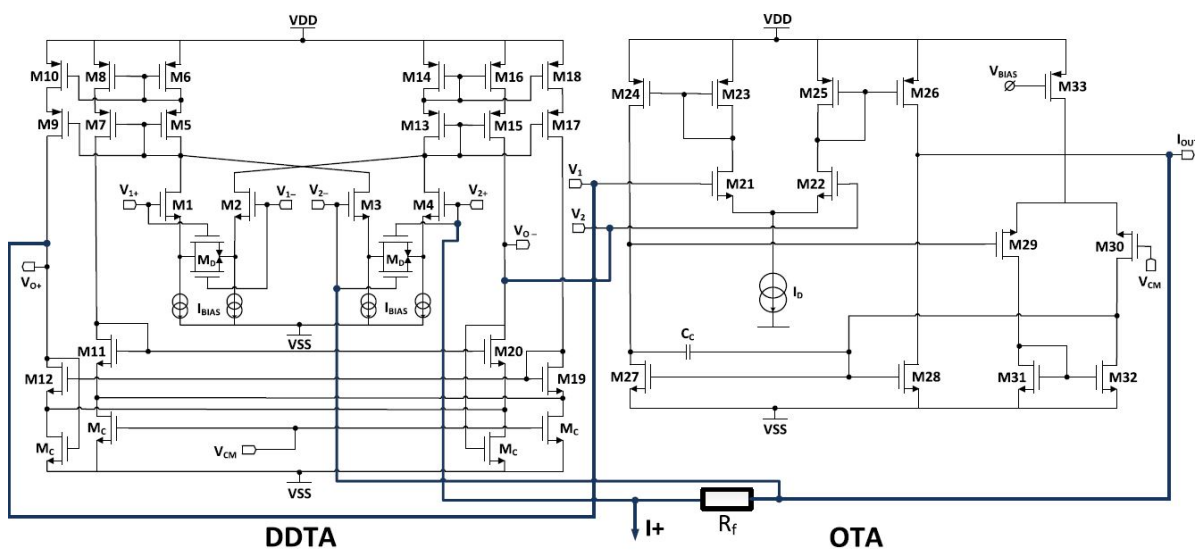 VDD
VDD
M10
M8
M6
M14
M16
M18
M24
M23
M25
M26
VBIAS
M33
M9
M7
M5
M13
M15
M17
IOU
V1+
M1
M2
V1−
V2−
M3
M4
V2+
V1
M21
M22
V2
MD
MD
VO−
M29
M30
VO+
IBIAS
IBIAS
ID
VCM
VSS
CC
M11
M20
M12
M19
M27
M28
M31
M32
MC
MC
VSS
VCM
MC
MC
VSS
I+
Rf
DDTA
OTA